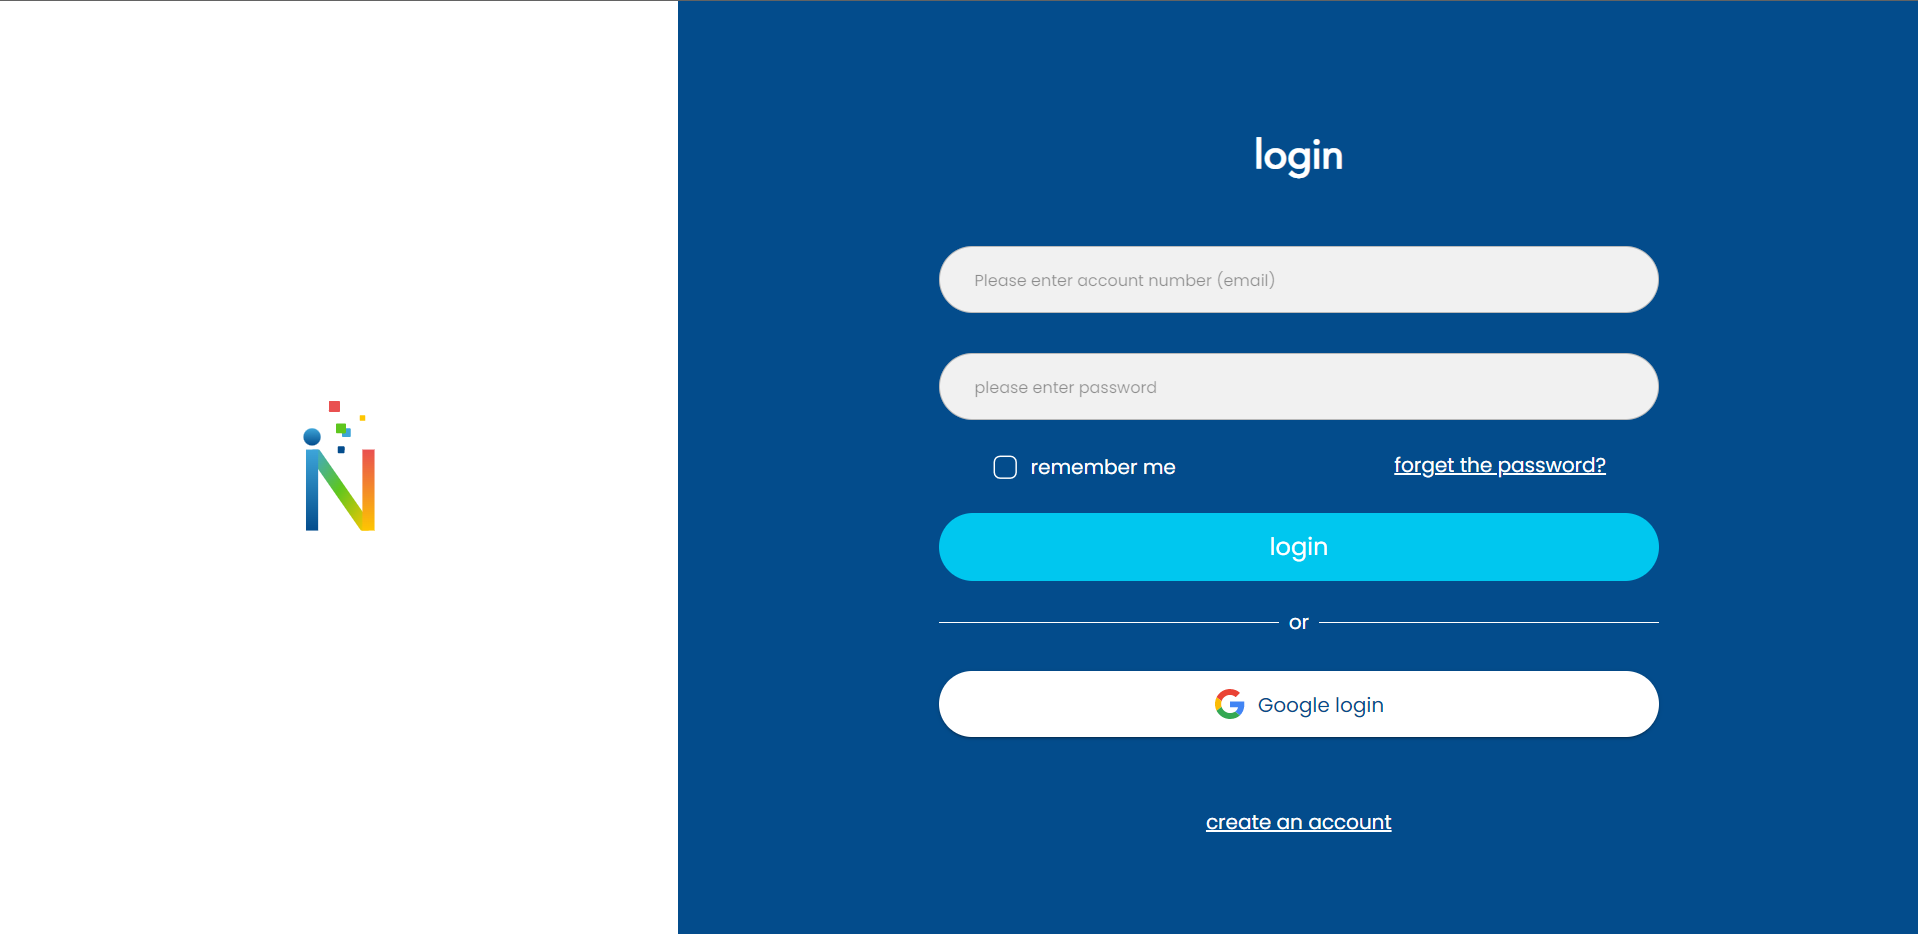 login
Please enter account number (email)
please enter password
remember me
forget the password?
login
or
Google login
create an account
iN